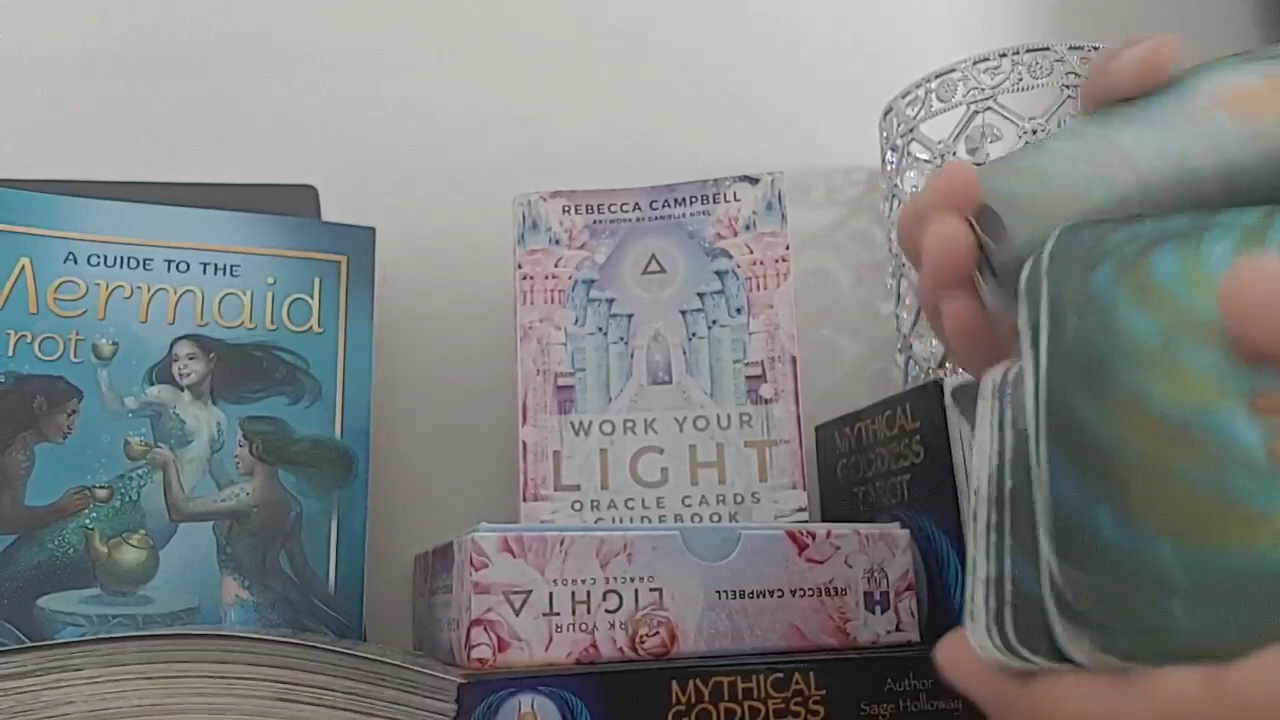 A GUIDE TO THE
Mermaid
rot
REBECCA CAMPBELL
ARTWORK BY DANIELLE NOEL
WORK YOUR
LIGHT
ORACLE CARDS
GUIDEBOOK
MYTHICAL
GODDESS
TAROT
REBECCA CAMPBELL
RK YOUR
LIGHT
ORACLE CARDS
MYTHICAL
GODDESS
Author
Sage Holloway